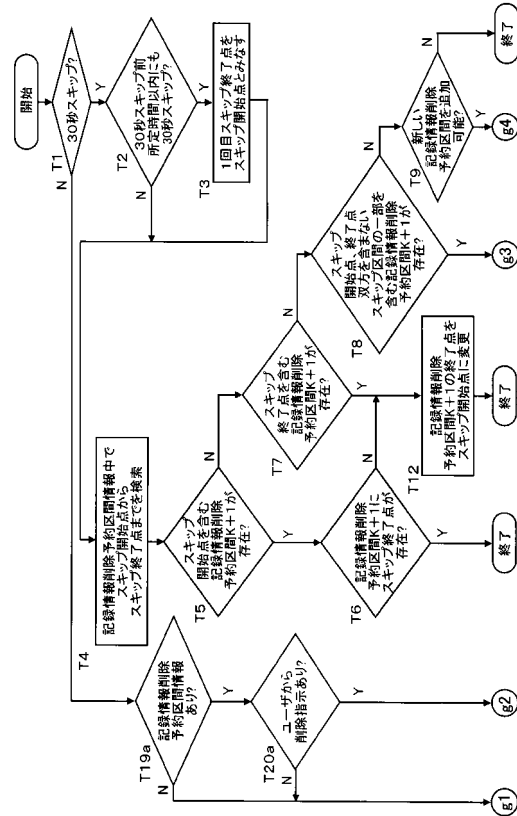 開始
30秒スキップ?
T1
N
Y
30秒スキップ前
所定時間以内にも
30秒スキップ?
T2
N
Y
1回目スキップ終了点を
スキップ開始点とみなす
T3
記録情報削除予約区間情報中で
スキップ開始点から
スキップ終了点までを検索
T4
スキップ
開始点を含む
記録情報削除
予約区間K+1が
存在?
T5
N
Y
記録情報削除
予約区間K+1に
スキップ終了点が
存在?
T6
N
Y
終了
スキップ
終了点を含む
記録情報削除
予約区間K+1が
存在?
T7
N
Y
記録情報削除
予約区間K+1の終了点を
スキップ開始点に変更
T12
終了
スキップ
開始点、終了点
双方を含まない
スキップ区間の一部を
含む記録情報削除
予約区間K+1が
存在?
T8
N
Y
g3
新しい
記録情報削除
予約区間を追加
可能?
T9
N
Y
g4
終了
記録情報削除
予約区間情報
あり?
T19a
N
Y
ユーザから
削除指示あり?
T20a
N
Y
g1
g2